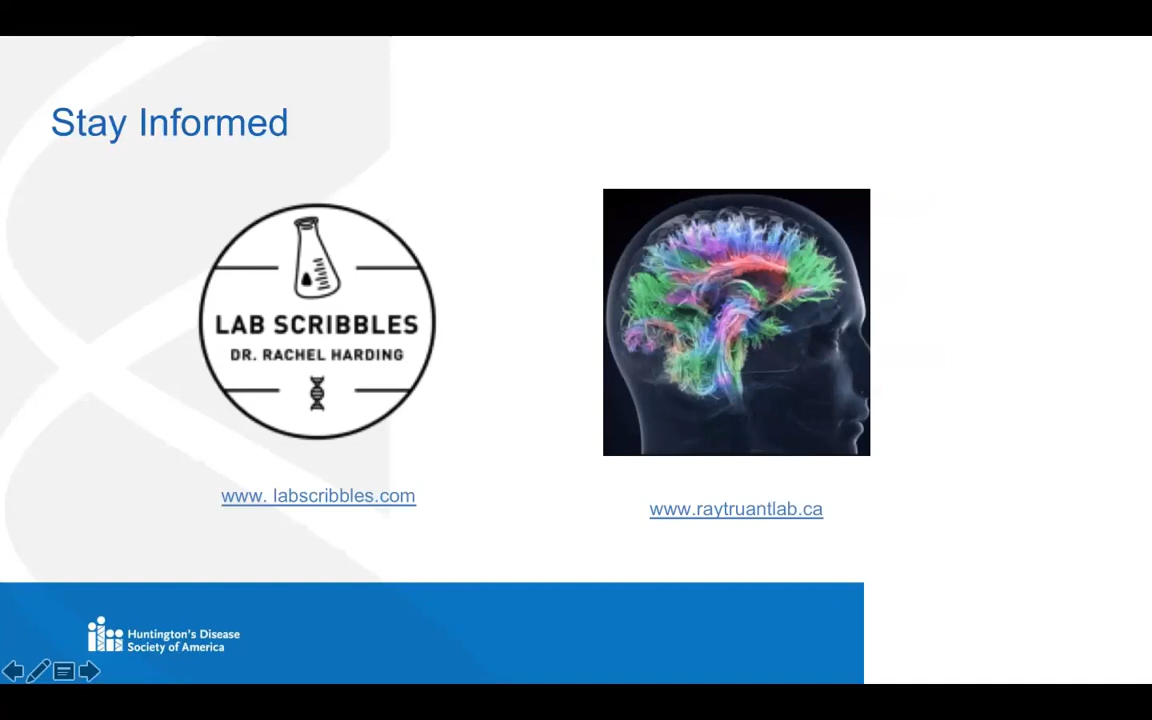 Stay Informed
LAB SCRIBBLES
DR. RACHEL HARDING
www. labscribbles.com
www.raytruantlab.ca
Huntington's Disease
Society of America